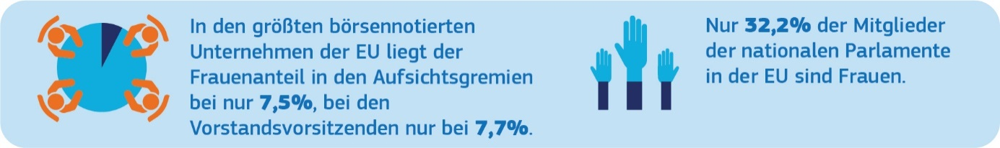 In den größten börsennotierten
Unternehmen der EU liegt der
Frauenanteil in den Aufsichtsgremien
bei nur 7,5%, bei den
Vorstandsvorsitzenden nur bei 7,7%.
Nur 32,2% der Mitglieder
der nationalen Parlamente
in der EU sind Frauen.